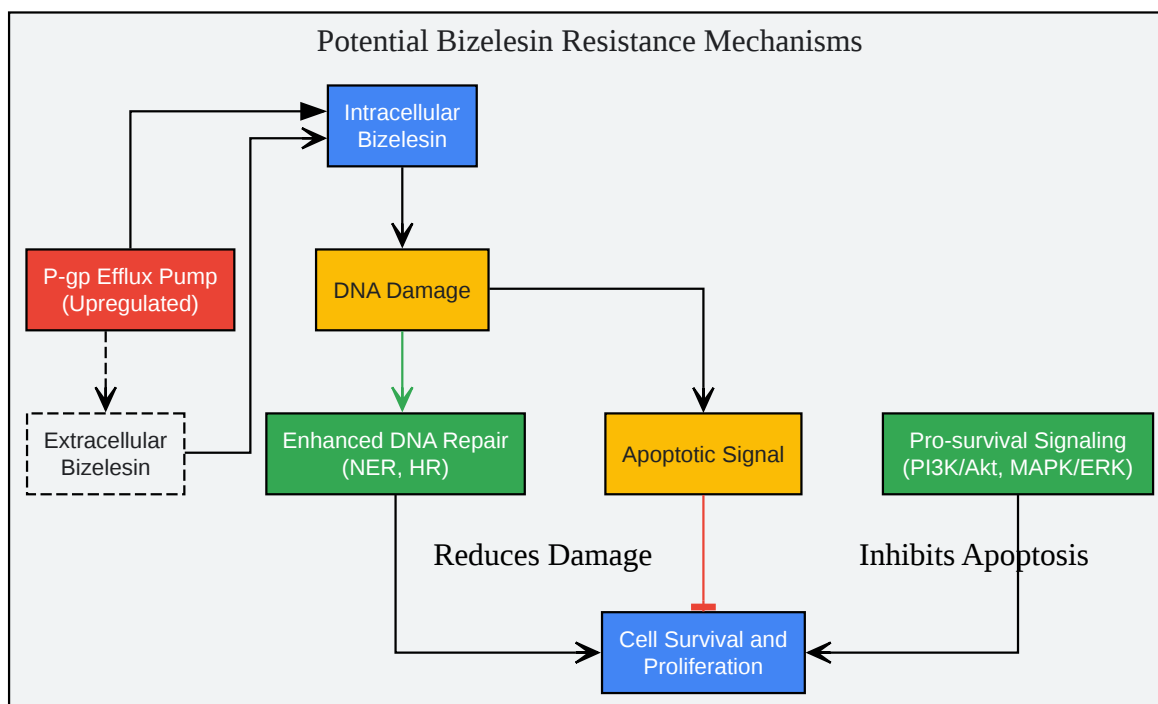 Potential Bizelesin Resistance Mechanisms
Intracellular
Bizelesin
P-gp Efflux Pump
(Upregulated)
DNA Damage
Extracellular
Bizelesin
Enhanced DNA Repair
(NER, HR)
Apoptotic Signal
Pro-survival Signaling
(PI3K/Akt, MAPK/ERK)
Reduces Damage
Inhibits Apoptosis
Cell Survival and
Proliferation